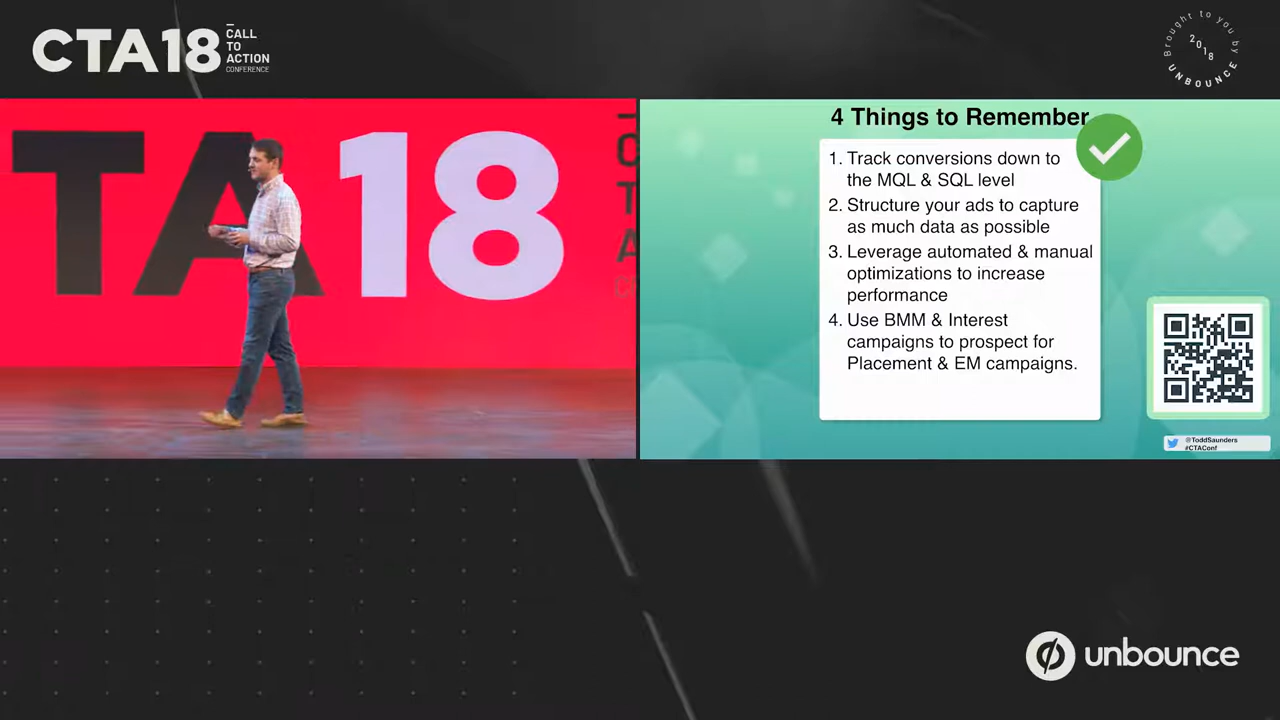 CTA18
CALL
TO
ACTION
CONFERENCE
Brought to you by
2018
UNBOUNCE
TA18
4 Things to Remember
1. Track conversions down to
the MQL & SQL level
2. Structure your ads to capture
as much data as possible
3. Leverage automated & manual
optimizations to increase
performance
4. Use BMM & Interest
campaigns to prospect for
Placement & EM campaigns.
@ToddSaunders
#CTAConf
unbounce